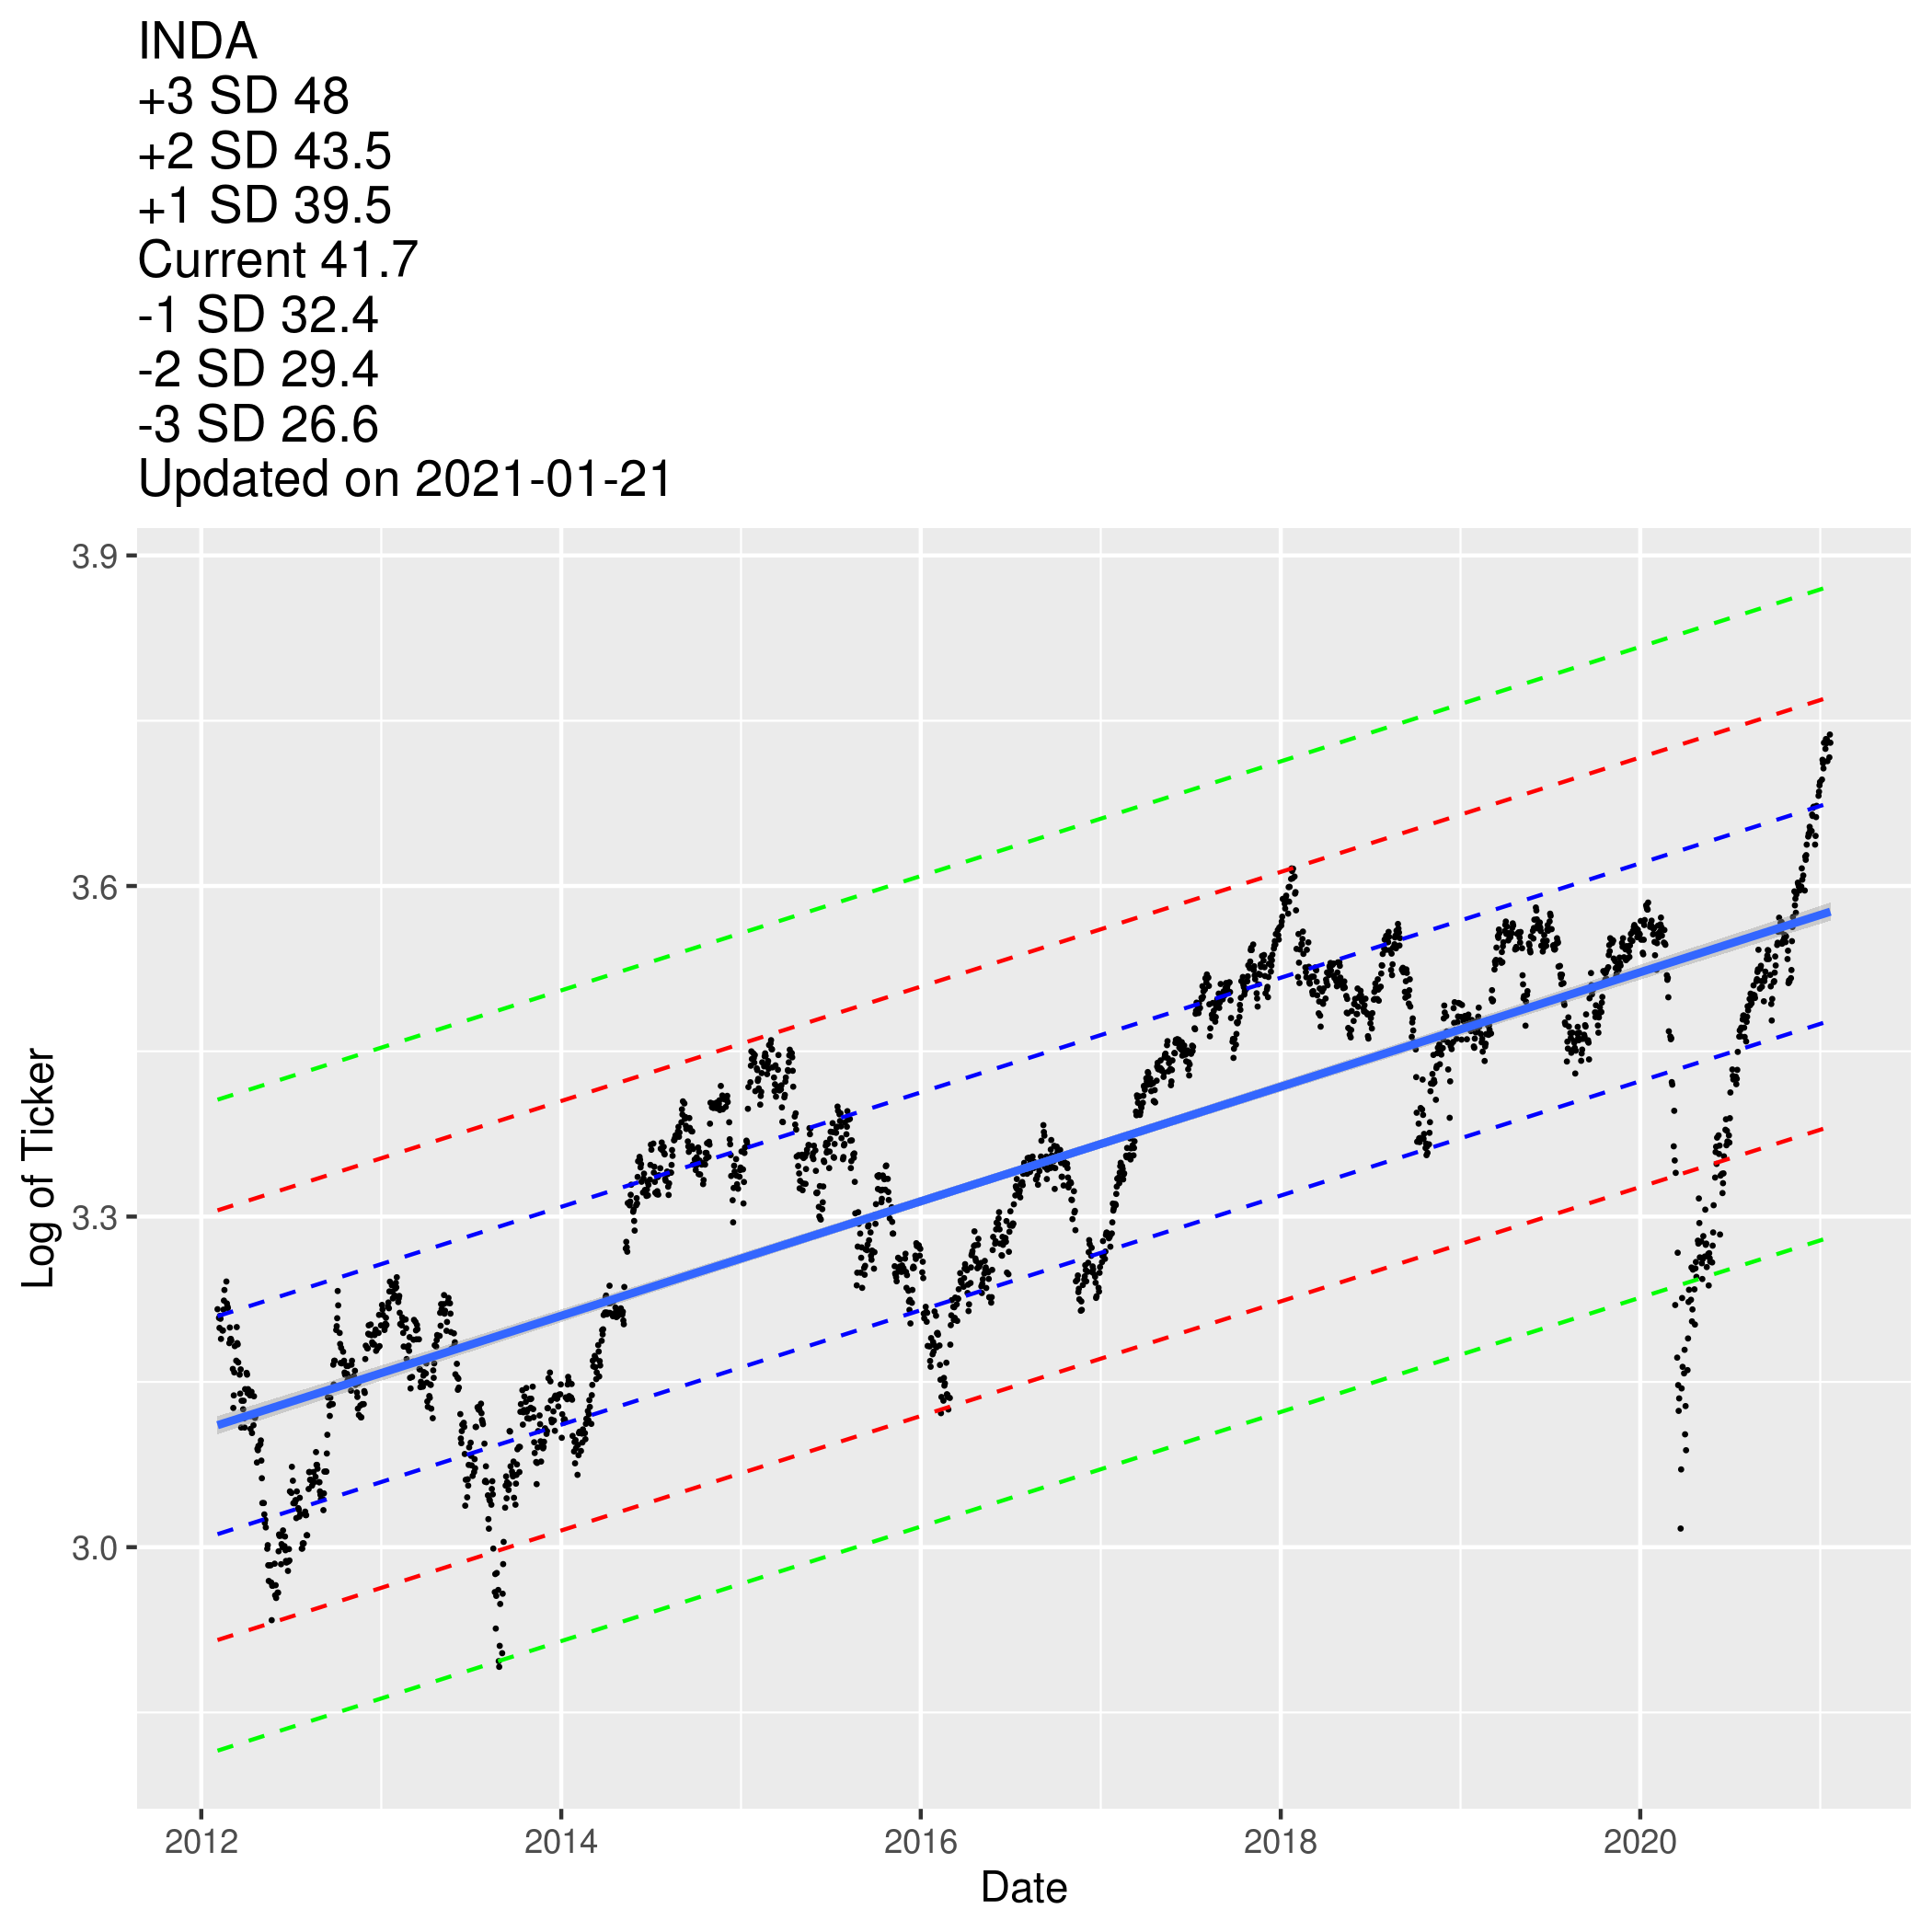 INDA
+3 SD 48
+2 SD 43.5
+1 SD 39.5
Current 41.7
-1 SD 32.4
-2 SD 29.4
-3 SD 26.6
Updated on 2021-01-21
3.9
3.6
3.3
3.0
Log of Ticker
2012 2014 2016 2018 2020
Date